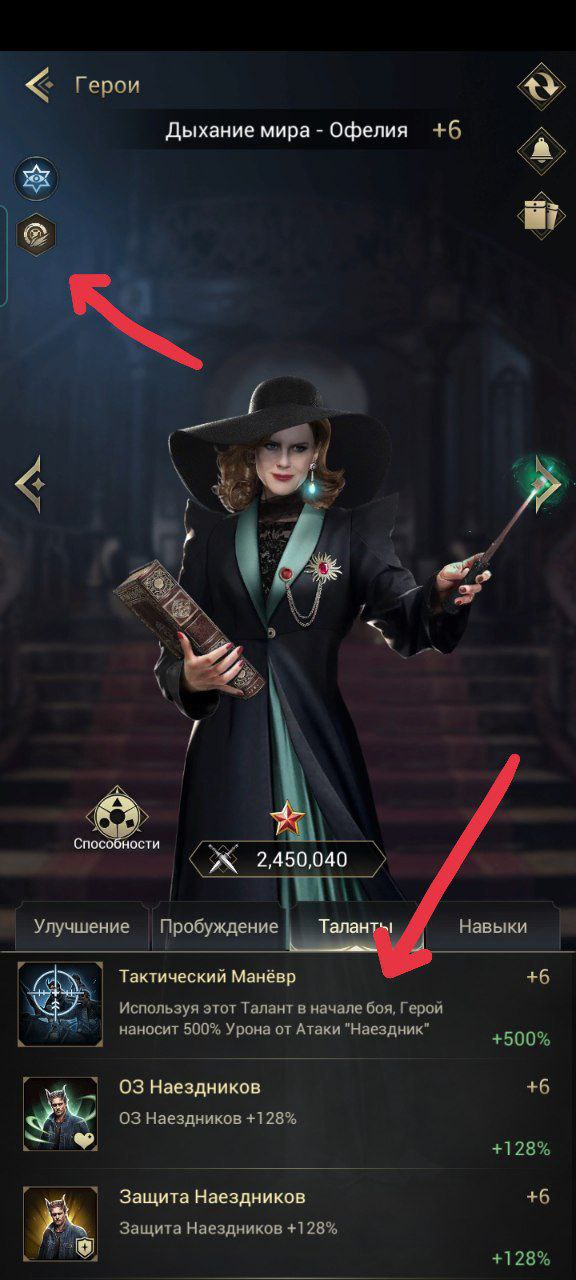 Герои
Дыхание мира - Офелия +6
Способности
2,450,040
Улучшение Пробуждение Таланты Навыки
Тактический Манёвр +6
Используя этот Талант в начале боя, Герой
наносит 500% Урона от Атаки "Наездник"
+500%
ОЗ Наездников +6
ОЗ Наездников +128%
+128%
Защита Наездников +6
Защита Наездников +128%
+128%